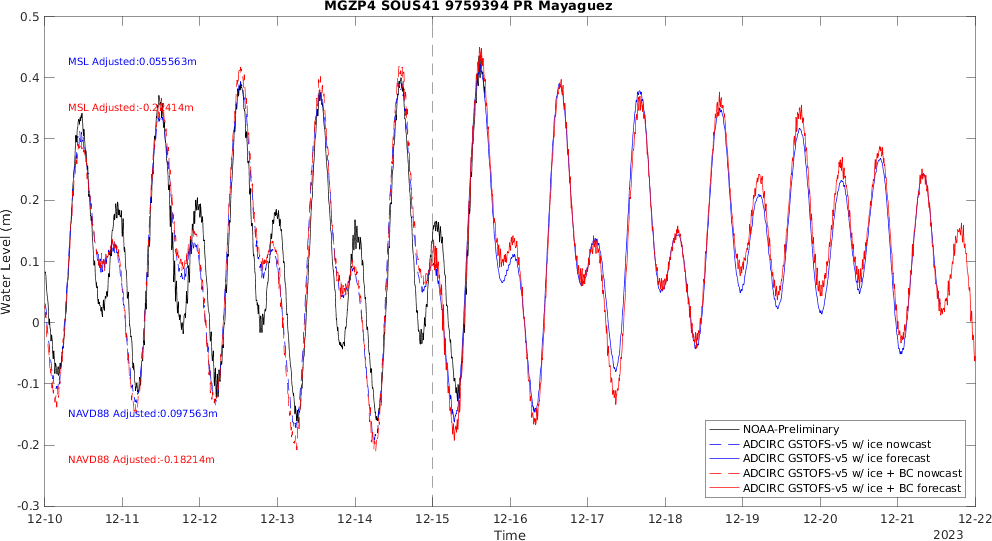 MGZP4 SOUS41 9759394 PR Mayaguez
0.5
0.4
0.3
0.2
0.1
0
-0.1
-0.2
-0.3
Water Level (m)
MSL Adjusted:0.055563m
NAVD88 Adjusted:0.097563m
NAVD88 Adjusted:-0.18214m
NOAA-Preliminary
ADCIRC GSTOFS-v5 w/ ice nowcast
ADCIRC GSTOFS-v5 w/ ice forecast
ADCIRC GSTOFS-v5 w/ ice + BC nowcast
ADCIRC GSTOFS-v5 w/ ice + BC forecast
12-10 12-11 12-12 12-13 12-14 12-15 12-16 12-17 12-18 12-19 12-20 12-21 12-22
Time
2023